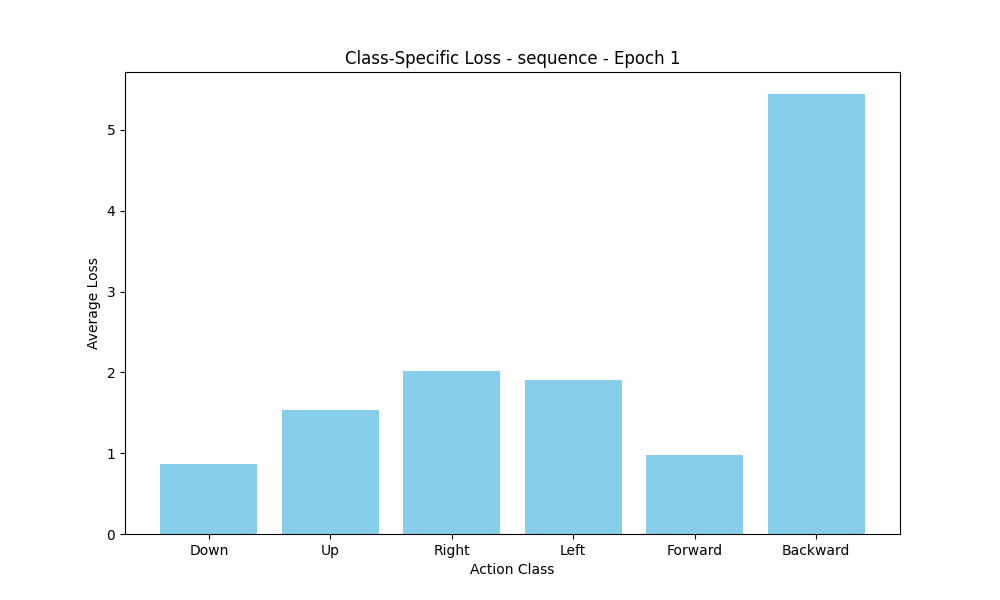 Class-Specific Loss - sequence - Epoch 1
Average Loss
5
4
3
2
1
0
Down Up Right Left Forward Backward
Action Class